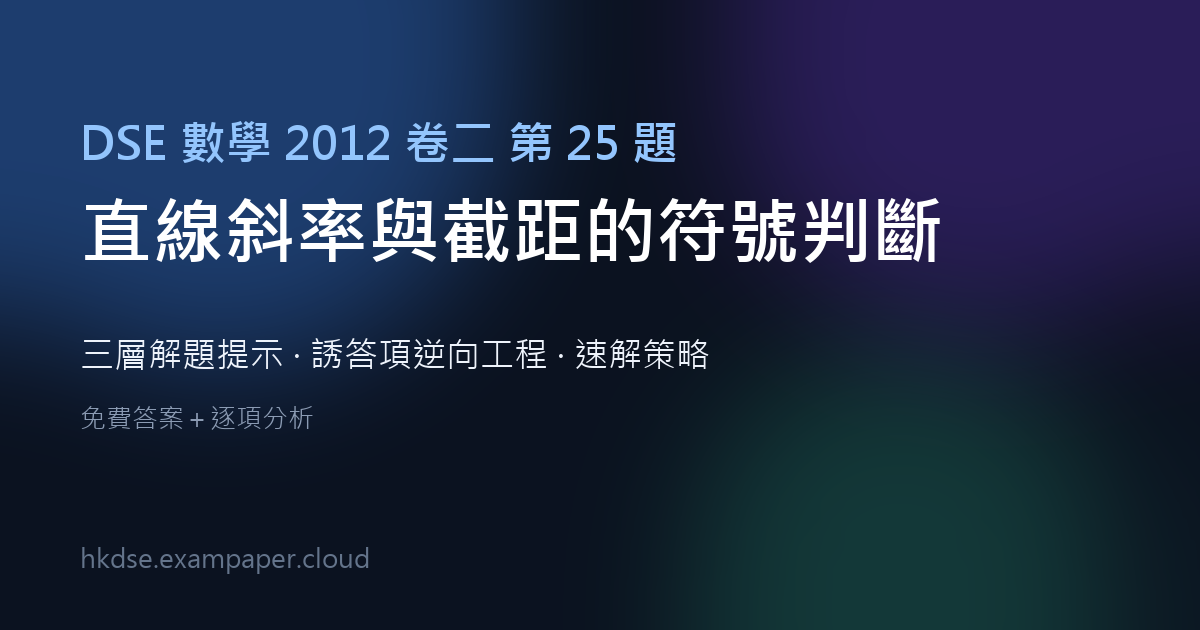 DSE 數學 2012 卷二 第 25 題
直線斜率與截距的符號判斷
三層解題提示 · 誘答項逆向工程 · 速解策略
免費答案 + 逐項分析
hkdse.exampaper.cloud